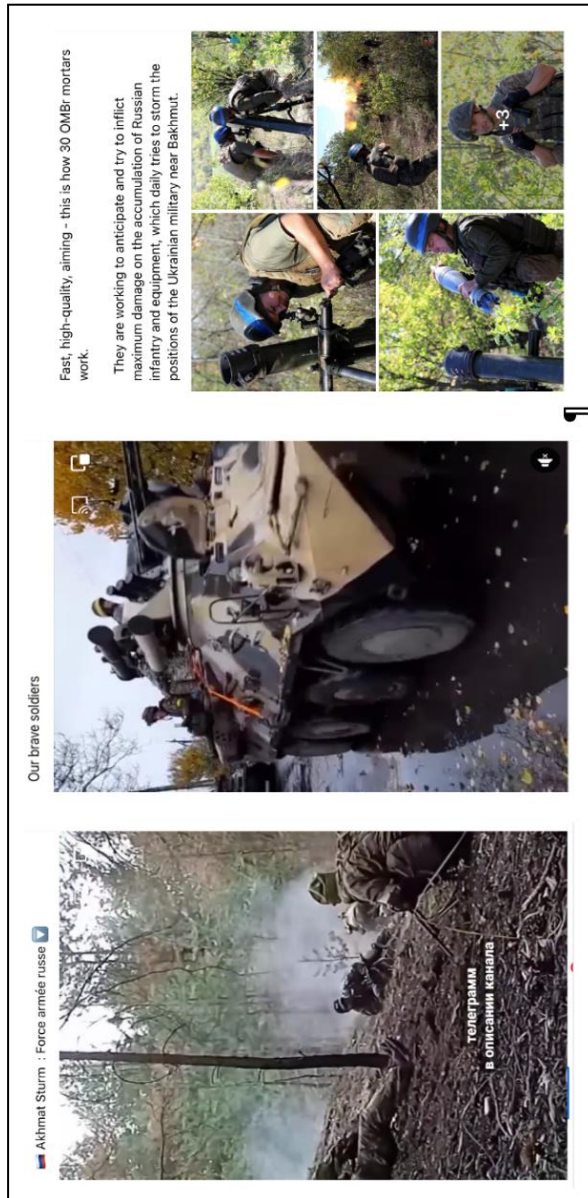 Akhmat Sturm : Force armée russe
телеграмм
в описании канала
Our brave soldiers
Fast, high-quality, aiming - this is how 30 OMBr mortars
work.
They are working to anticipate and try to inflict
maximum damage on the accumulation of Russian
infantry and equipment, which daily tries to storm the
positions of the Ukrainian military near Bakhmut.
+3